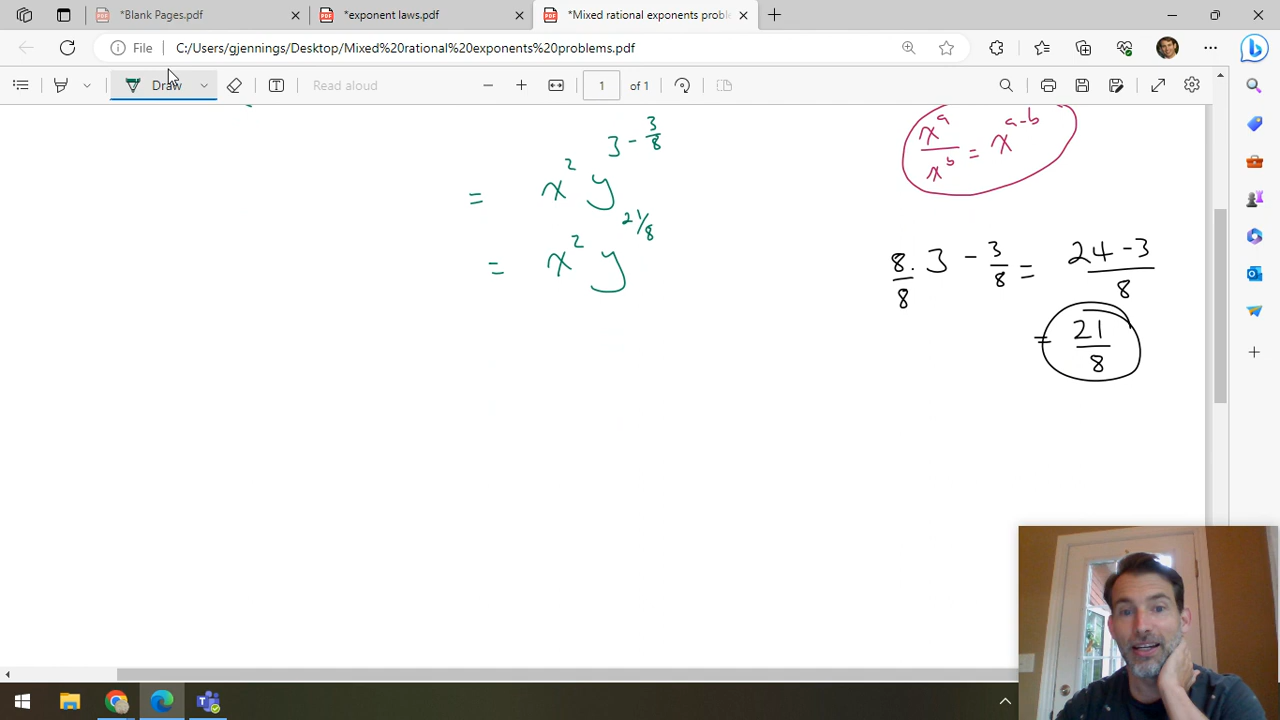 *Blank Pages.pdf
*exponent laws.pdf
*Mixed rational exponents probl
File
C:/Users/gjennings/Desktop/Mixed%20rational%20exponents%20problems.pdf
Draw
Read aloud
1 of 1
x^a/x^b = x^(a-b)
= x^2 y^(3 - 3/8)
= x^2 y^(21/8)
8/8 · 3 - 3/8 = (24 - 3)/8
= 21/8